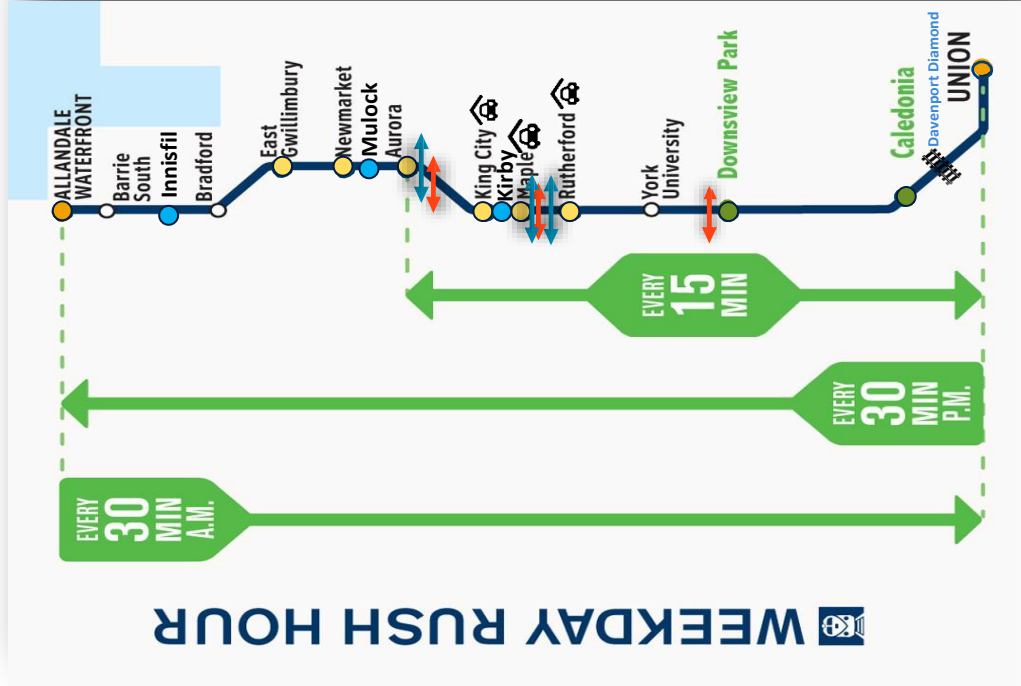 ALLANDALE
WATERFRONT
Barrie
South
Innisfil
Bradford
East
Gwillimbury
Newmarket
Mulock
Aurora
King City
Kirby
Maple
Rutherford
York
University
Downsview Park
Caledonia
Davenport Diamond
UNION
EVERY
15
MIN
EVERY
30
MIN
P.M.
EVERY
30
MIN
A.M.
WEEKDAY RUSH HOUR